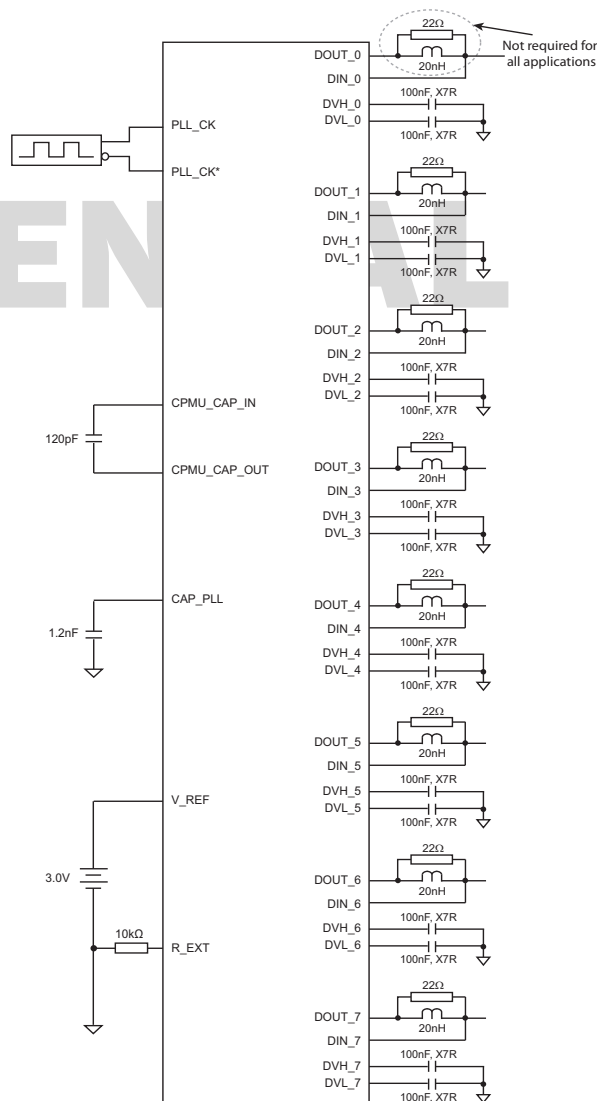 22Ω
20nH
Not required for
all applications
DOUT_0
DIN_0
DVH_0
DVL_0
100nF, X7R
100nF, X7R
PLL_CK
PLL_CK*
22Ω
20nH
DOUT_1
DIN_1
DVH_1
DVL_1
100nF, X7R
100nF, X7R
EN
AL
22Ω
20nH
DOUT_2
DIN_2
DVH_2
DVL_2
100nF, X7R
100nF, X7R
CPMU_CAP_IN
120pF
CPMU_CAP_OUT
22Ω
20nH
DOUT_3
DIN_3
DVH_3
DVL_3
100nF, X7R
100nF, X7R
CAP_PLL
1.2nF
22Ω
20nH
DOUT_4
DIN_4
DVH_4
DVL_4
100nF, X7R
100nF, X7R
22Ω
20nH
DOUT_5
DIN_5
DVH_5
DVL_5
100nF, X7R
100nF, X7R
V_REF
3.0V
10kΩ
R_EXT
22Ω
20nH
DOUT_6
DIN_6
DVH_6
DVL_6
100nF, X7R
100nF, X7R
22Ω
20nH
DOUT_7
DIN_7
DVH_7
DVL_7
100nF, X7R
100nF, X7R